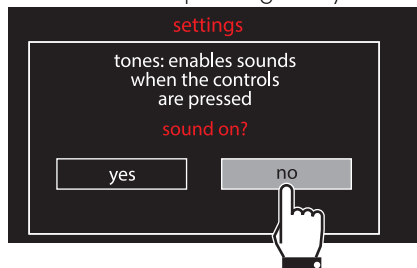 settings
tones: enables sounds
when the controls
are pressed
sound on?
yes no